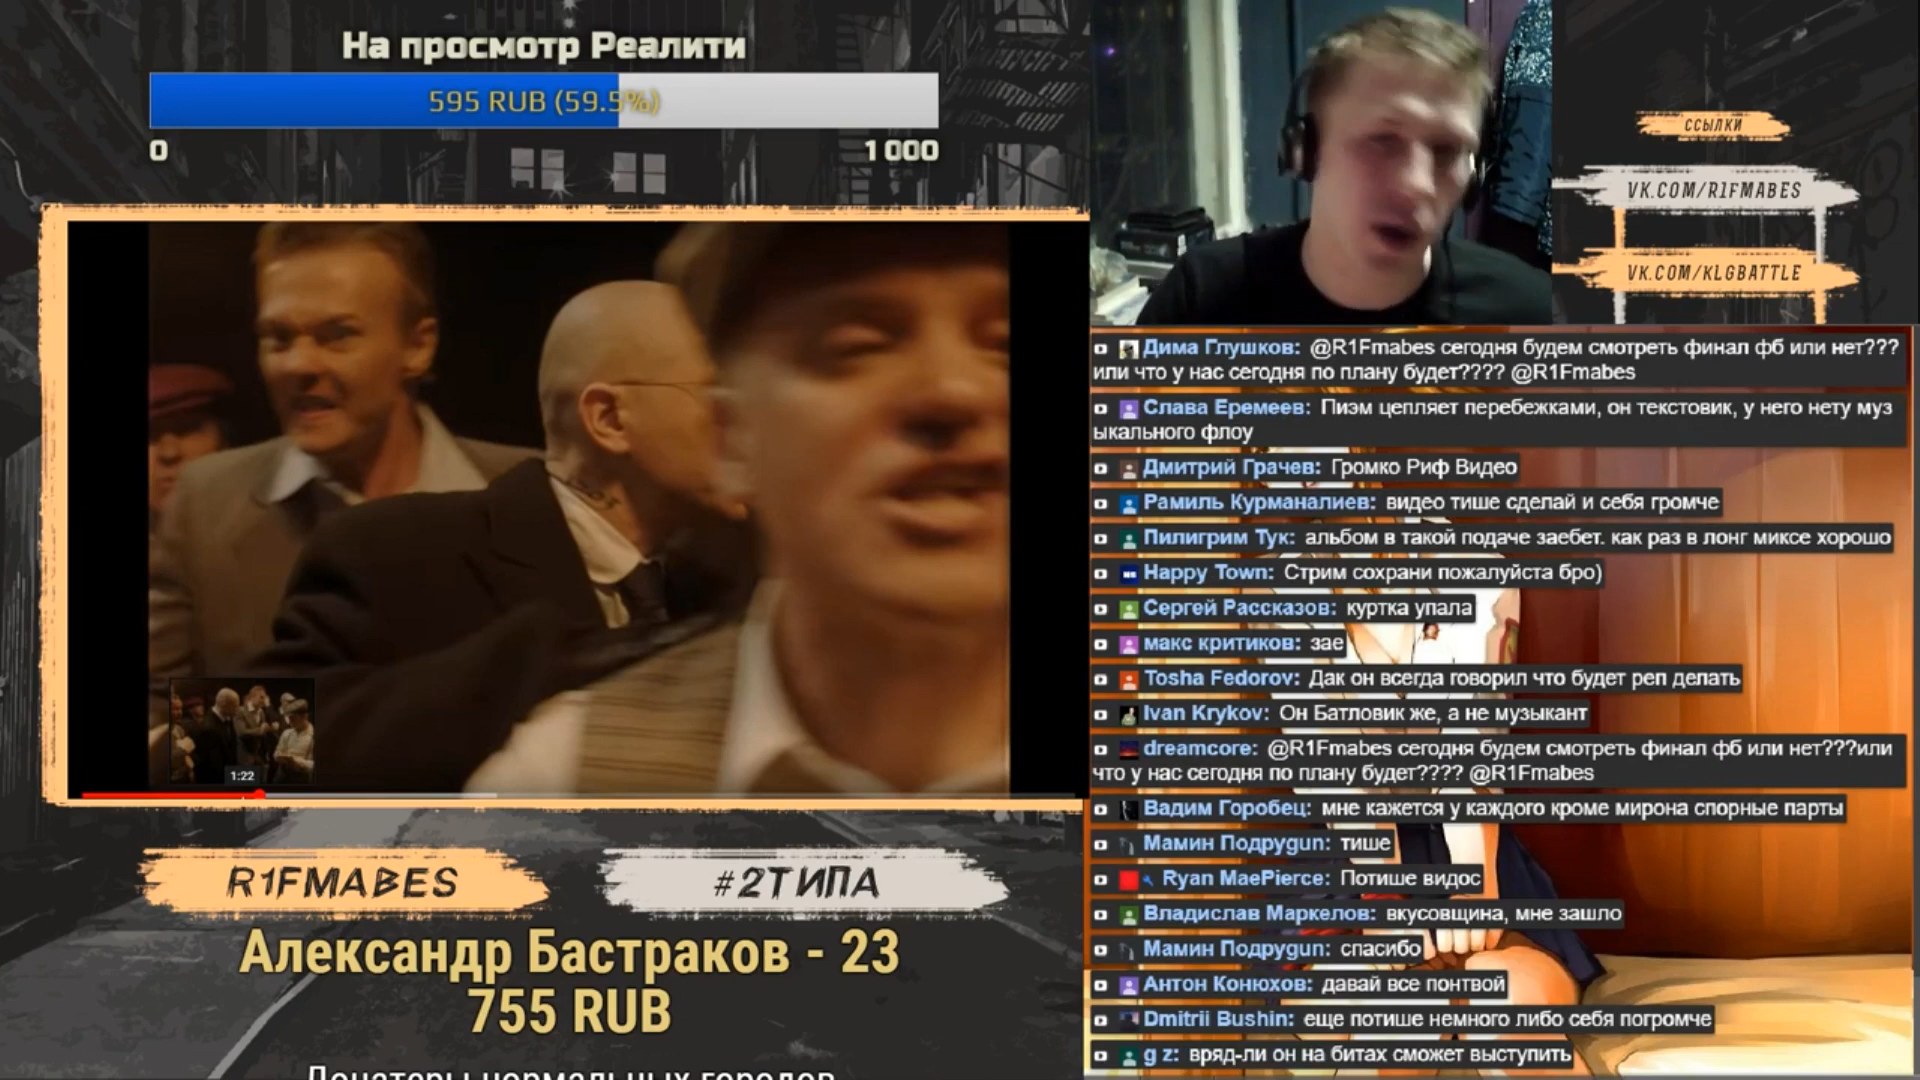 На просмотр Реалити
595 RUB (59.5%)
0
1 000
ССЫЛКИ
VK.COM/R1FMABES
VK.COM/KLGBATTLE
Дима Глушков: @R1Fmabes сегодня будем смотреть финал фб или нет???
или что у нас сегодня по плану будет???? @R1Fmabes
Слава Еремеев: Пиэм цепляет перебежками, он текстовик, у него нету муз
ыкального флоу
Дмитрий Грачев: Громко Риф Видео
Рамиль Курманалиев: видео тише сделай и себя громче
Пилигрим Тук: альбом в такой подаче заебет. как раз в лонг миксе хорошо
Happy Town: Стрим сохрани пожалуйста бро)
Сергей Рассказов: куртка упала
макс критиков: зае
Tosha Fedorov: Дак он всегда говорил что будет реп делать
Ivan Krykov: Он Батловик же, а не музыкант
dreamcore: @R1Fmabes сегодня будем смотреть финал фб или нет???или
что у нас сегодня по плану будет???? @R1Fmabes
Вадим Горобец: мне кажется у каждого кроме мирона спорные парты
Мамин Подруgun: тише
Ryan MaePierce: Потише видос
Владислав Маркелов: вкусовщина, мне зашло
Мамин Подруgun: спасибо
Антон Конюхов: давай все понтвой
Dmitrii Bushin: еще потише немного либо себя погромче
g z: вряд-ли он на битах сможет выступить
1:22
R1FMABES
#2ТИПА
Александр Бастраков - 23
755 RUB
Донатеры нормальных городов